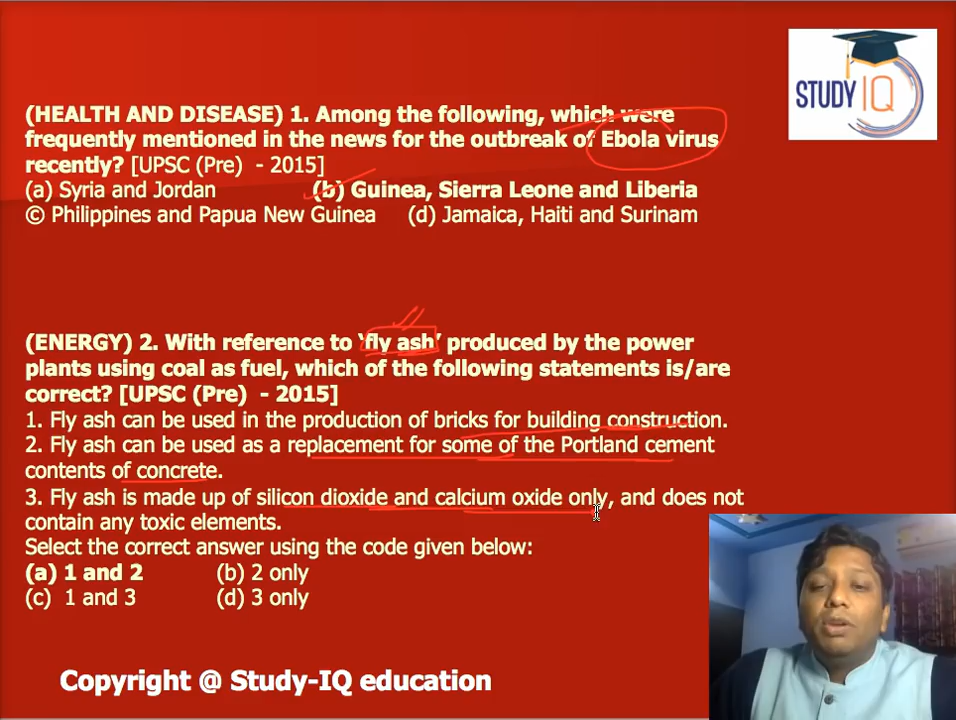 STUDY IQ
(HEALTH AND DISEASE) 1. Among the following, which were
frequently mentioned in the news for the outbreak of Ebola virus
recently? [UPSC (Pre) - 2015]
(a) Syria and Jordan (b) Guinea, Sierra Leone and Liberia
© Philippines and Papua New Guinea (d) Jamaica, Haiti and Surinam
(ENERGY) 2. With reference to ‘fly ash’ produced by the power
plants using coal as fuel, which of the following statements is/are
correct? [UPSC (Pre) - 2015]
1. Fly ash can be used in the production of bricks for building construction.
2. Fly ash can be used as a replacement for some of the Portland cement
contents of concrete.
3. Fly ash is made up of silicon dioxide and calcium oxide only, and does not
contain any toxic elements.
Select the correct answer using the code given below:
(a) 1 and 2 (b) 2 only
(c) 1 and 3 (d) 3 only
Copyright @ Study-IQ education